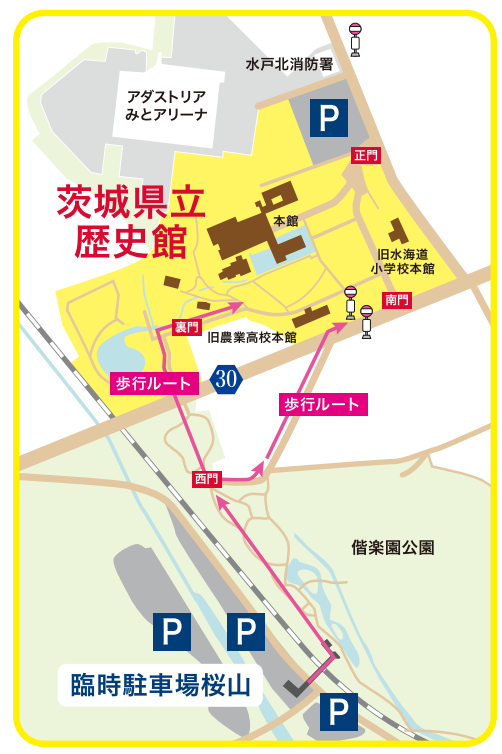 水戸北消防署
アダストリア
みとアリーナ
P
正門
茨城県立
歴史館
本館
旧水海道
小学校本館
南門
裏門
旧農業高校本館
歩行ルート
30
歩行ルート
西門
偕楽園公園
P
P
臨時駐車場桜山
P